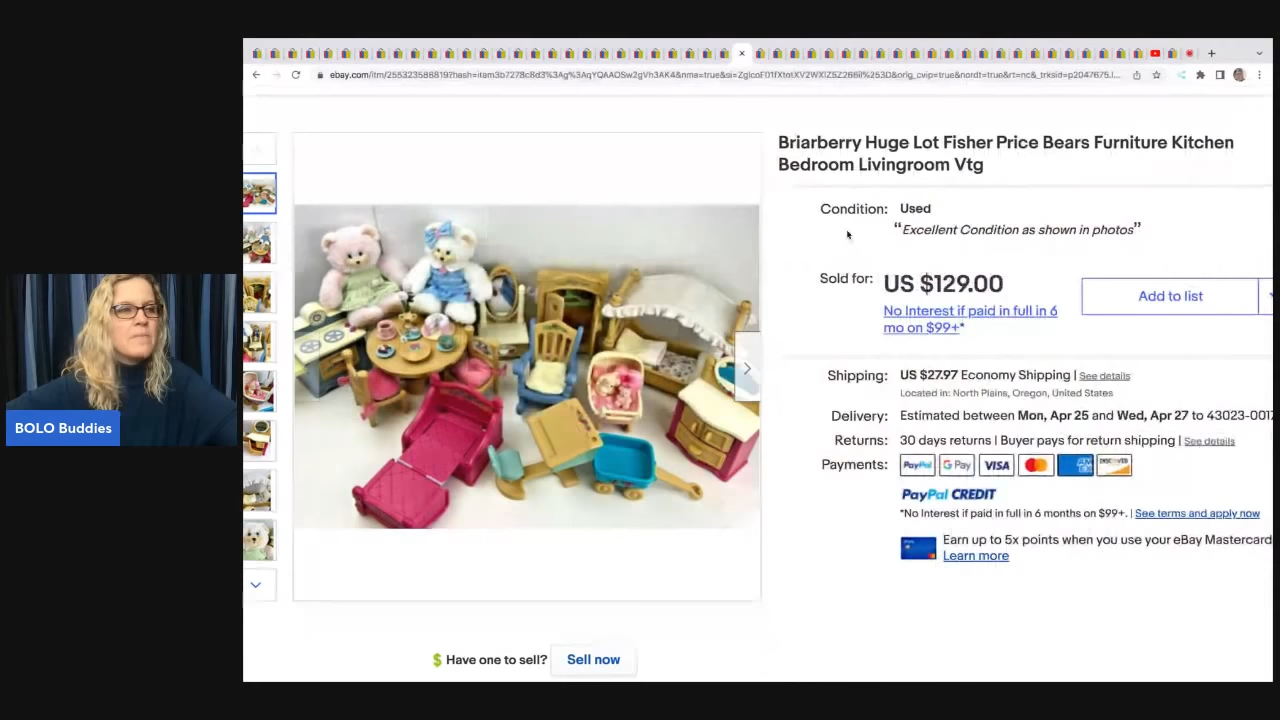 Briarberry Huge Lot Fisher Price Bears Furniture Kitchen
Bedroom Livingroom Vtg
Condition: Used
“Excellent Condition as shown in photos”
Sold for: US $129.00
No Interest if paid in full in 6
mo on $99+*
Add to list
Shipping: US $27.97 Economy Shipping | See details
Located in: North Plains, Oregon, United States
Delivery: Estimated between Mon, Apr 25 and Wed, Apr 27 to 43023-001
Returns: 30 days returns | Buyer pays for return shipping | See details
Payments: PayPal G Pay VISA DISCOVER
PayPal CREDIT
*No Interest if paid in full in 6 months on $99+. | See terms and apply now
Earn up to 5x points when you use your eBay Mastercard
Learn more
BOLO Buddies
$ Have one to sell? Sell now